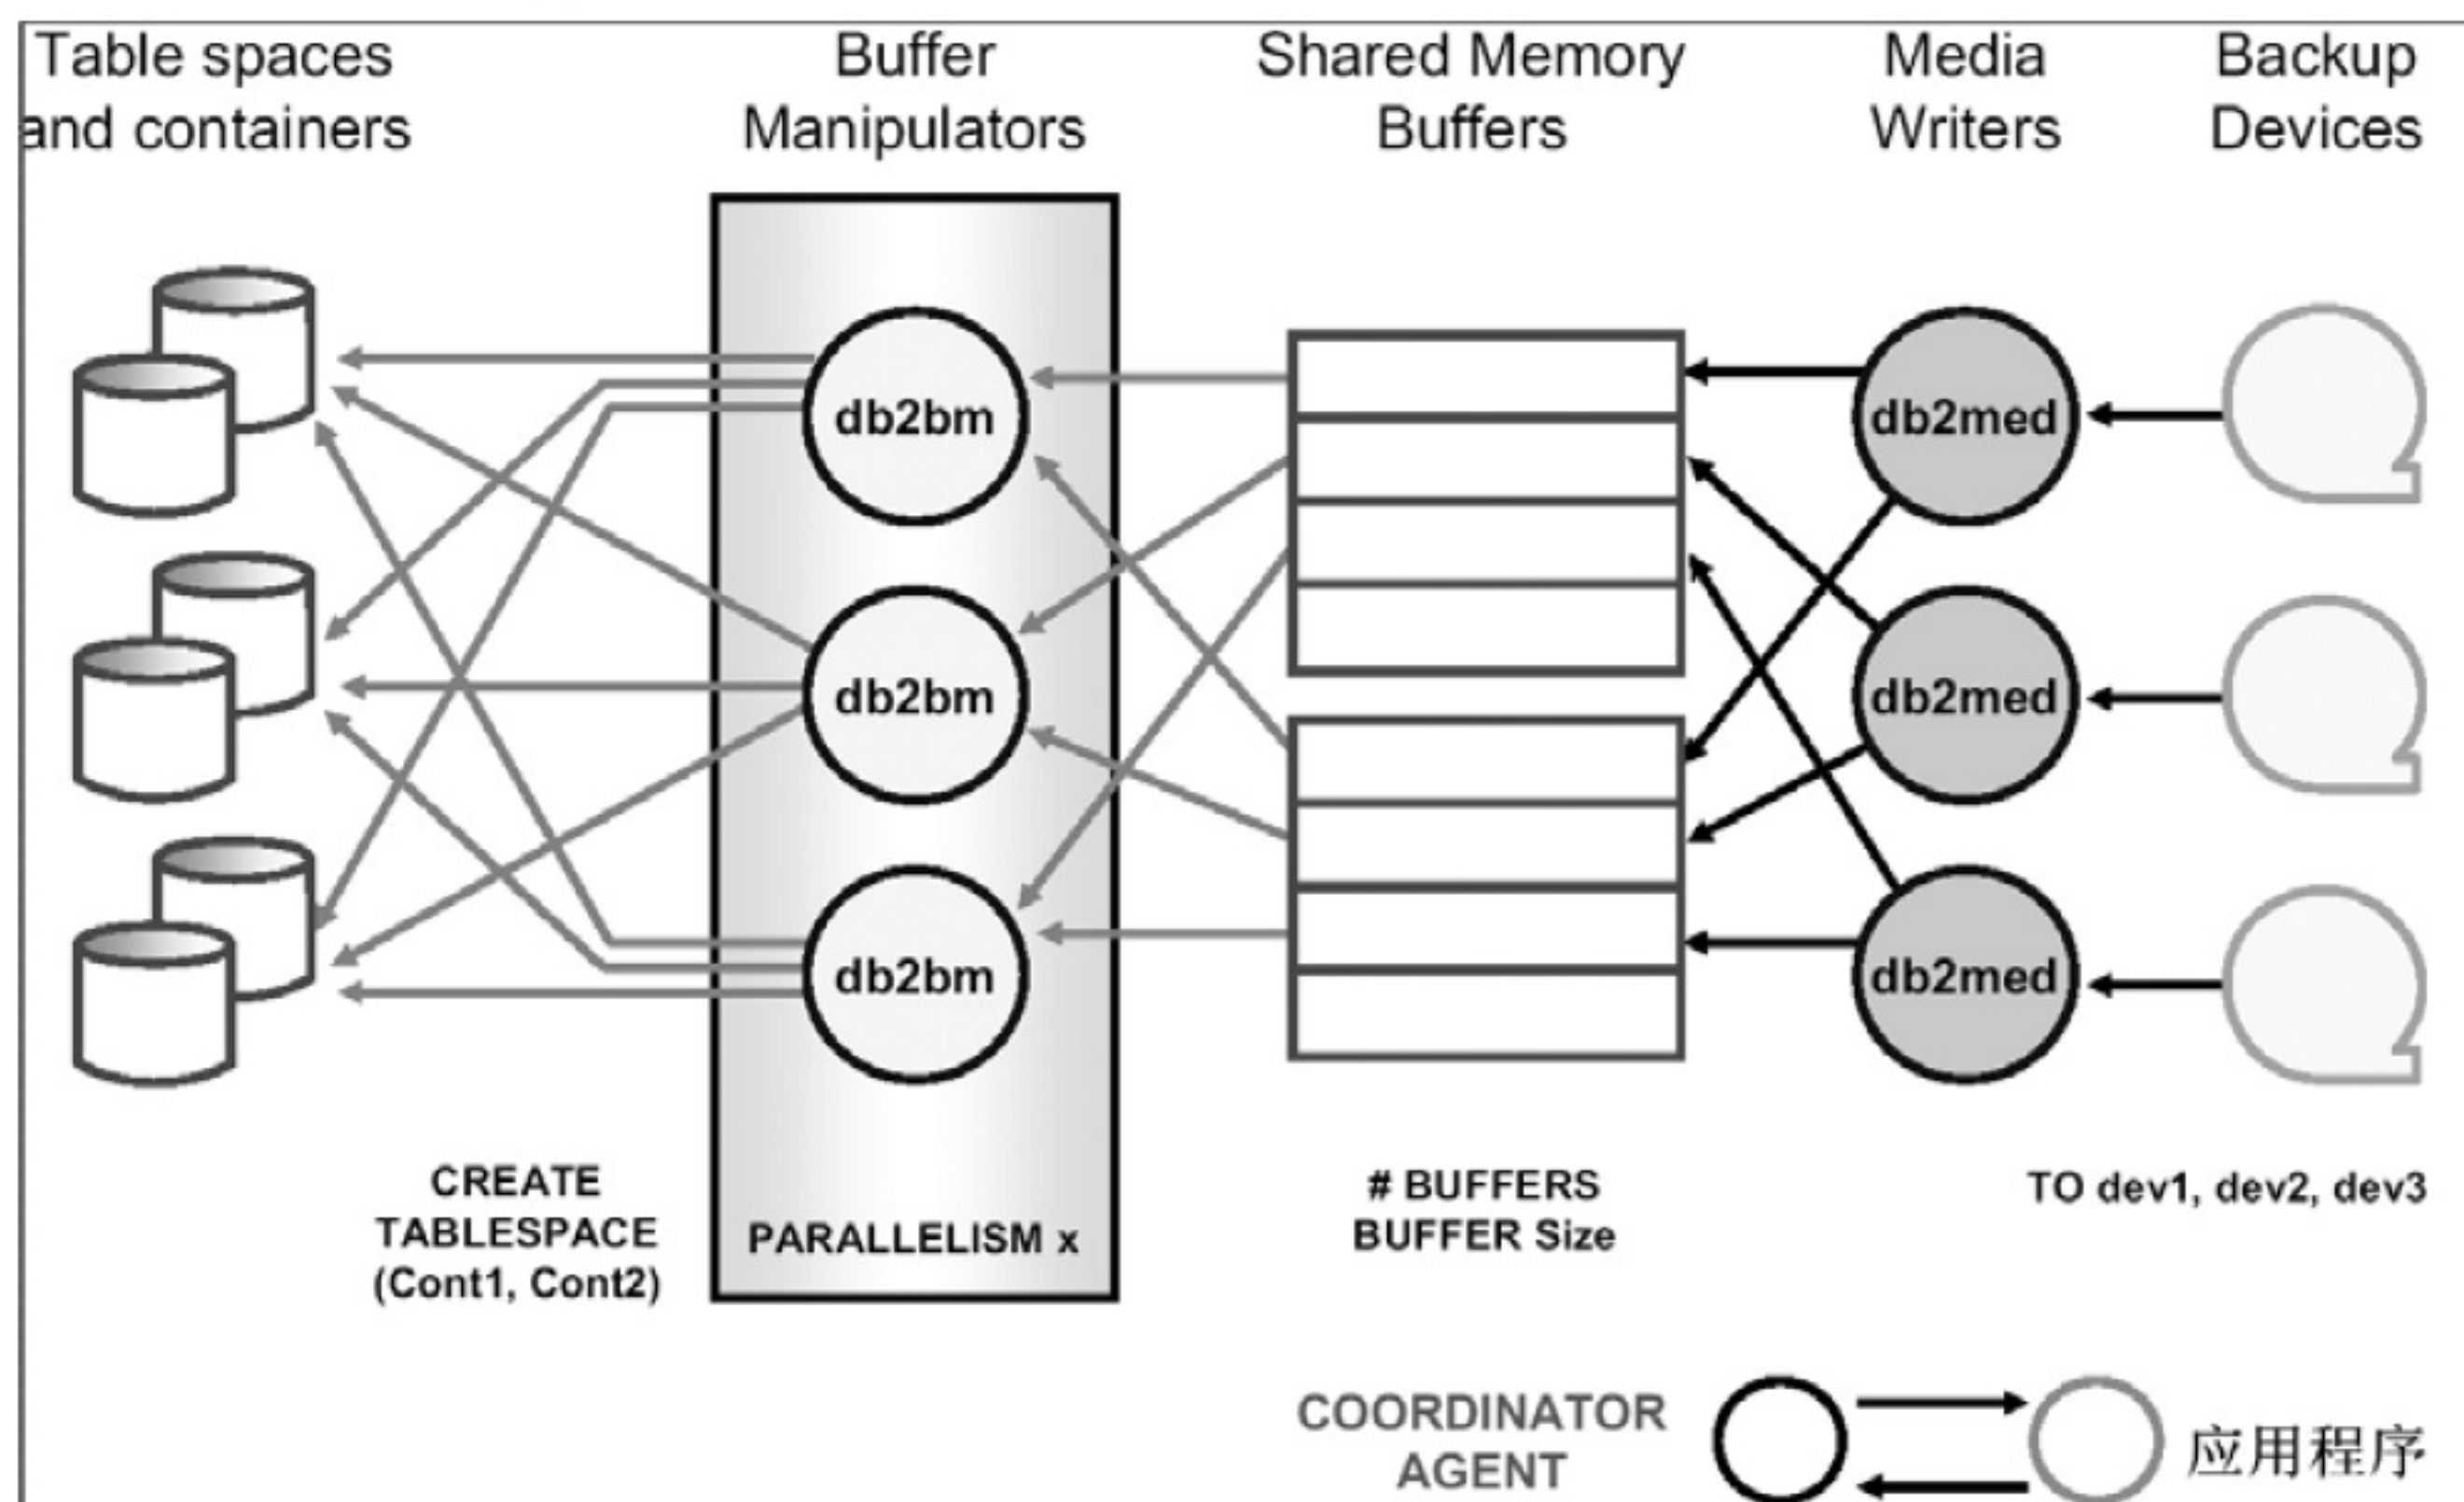 Table spaces
and containers
Buffer
Manipulators
Shared Memory
Buffers
Media
Writers
Backup
Devices
db2bm
db2med
db2bm
db2med
db2bm
db2med
CREATE
TABLESPACE
(Cont1, Cont2)
PARALLELISM x
# BUFFERS
BUFFER Size
TO dev1, dev2, dev3
COORDINATOR
AGENT
应用程序